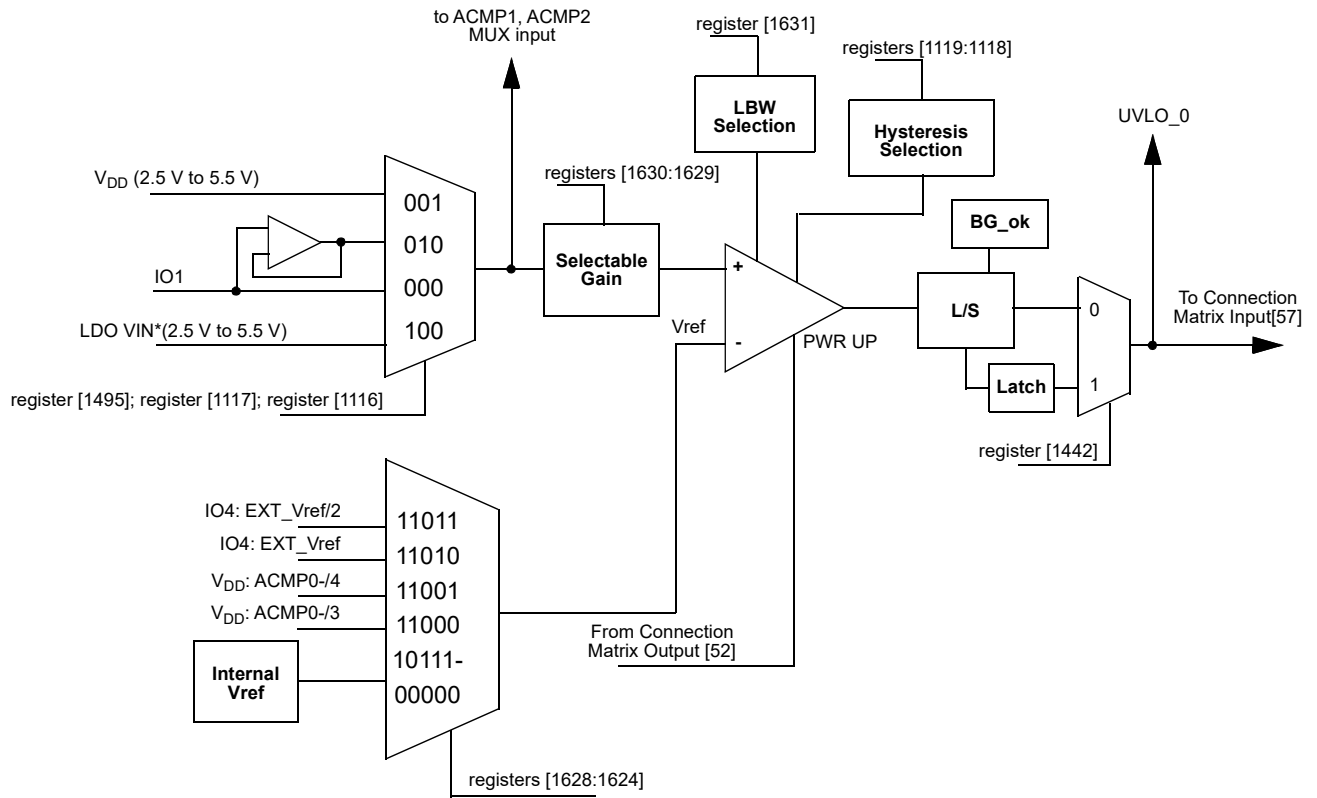 to ACMP1, ACMP2
MUX input
register [1631]
registers [1119:1118]
LBW
Selection
Hysteresis
Selection
UVLO_0
VDD (2.5 V to 5.5 V)
registers [1630:1629]
001
010
000
100
IO1
LDO VIN*(2.5 V to 5.5 V)
Selectable
Gain
+
-
Vref
PWR UP
BG_ok
L/S
Latch
0
1
To Connection
Matrix Input[57]
register [1495]; register [1117]; register [1116]
register [1442]
IO4: EXT_Vref/2
IO4: EXT_Vref
VDD: ACMP0-/4
VDD: ACMP0-/3
Internal
Vref
11011
11010
11001
11000
10111-
00000
From Connection
Matrix Output [52]
registers [1628:1624]